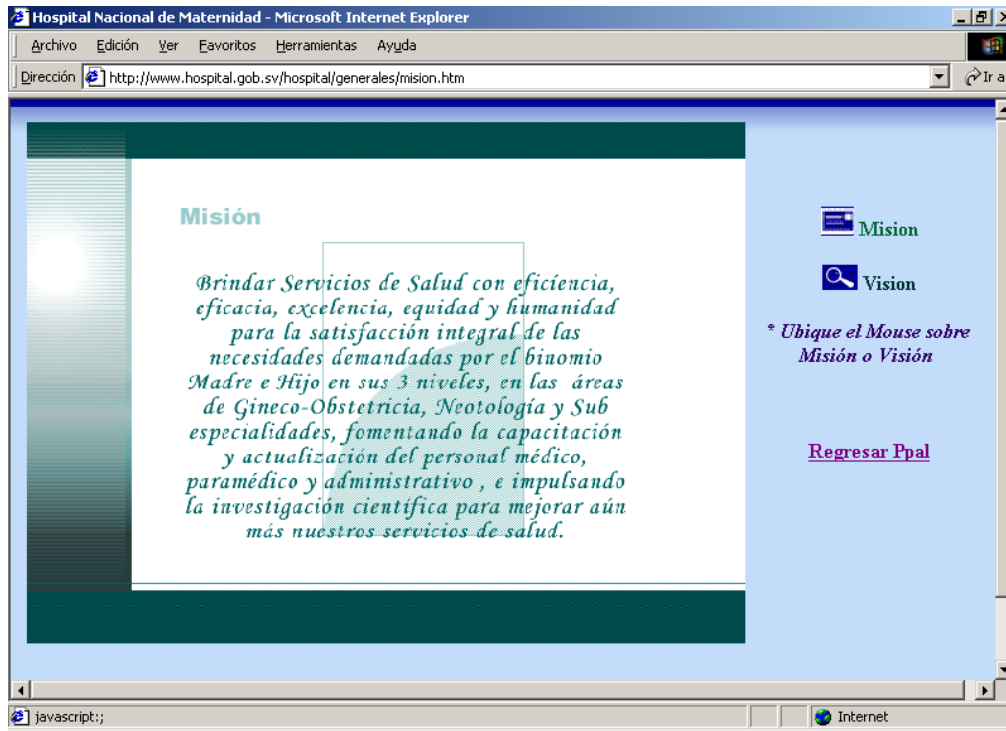 Hospital Nacional de Maternidad - Microsoft Internet Explorer
Archivo Edición Ver Favoritos Herramientas Ayuda
Dirección http://www.hospital.gob.sv/hospital/generales/mision.htm Ir a
Misión
Brindar Servicios de Salud con eficiencia,
eficacia, excelencia, equidad y humanidad
para la satisfacción integral de las
necesidades demandadas por el binomio
Madre e Hijo en sus 3 niveles, en las áreas
de Gineco-Obstetricia, Neotología y Sub
especialidades, fomentando la capacitación
y actualización del personal médico,
paramédico y administrativo , e impulsando
la investigación científica para mejorar aún
más nuestros servicios de salud.
Mision
Vision
* Ubique el Mouse sobre
Misión o Visión
Regresar Ppal
javascript:; Internet